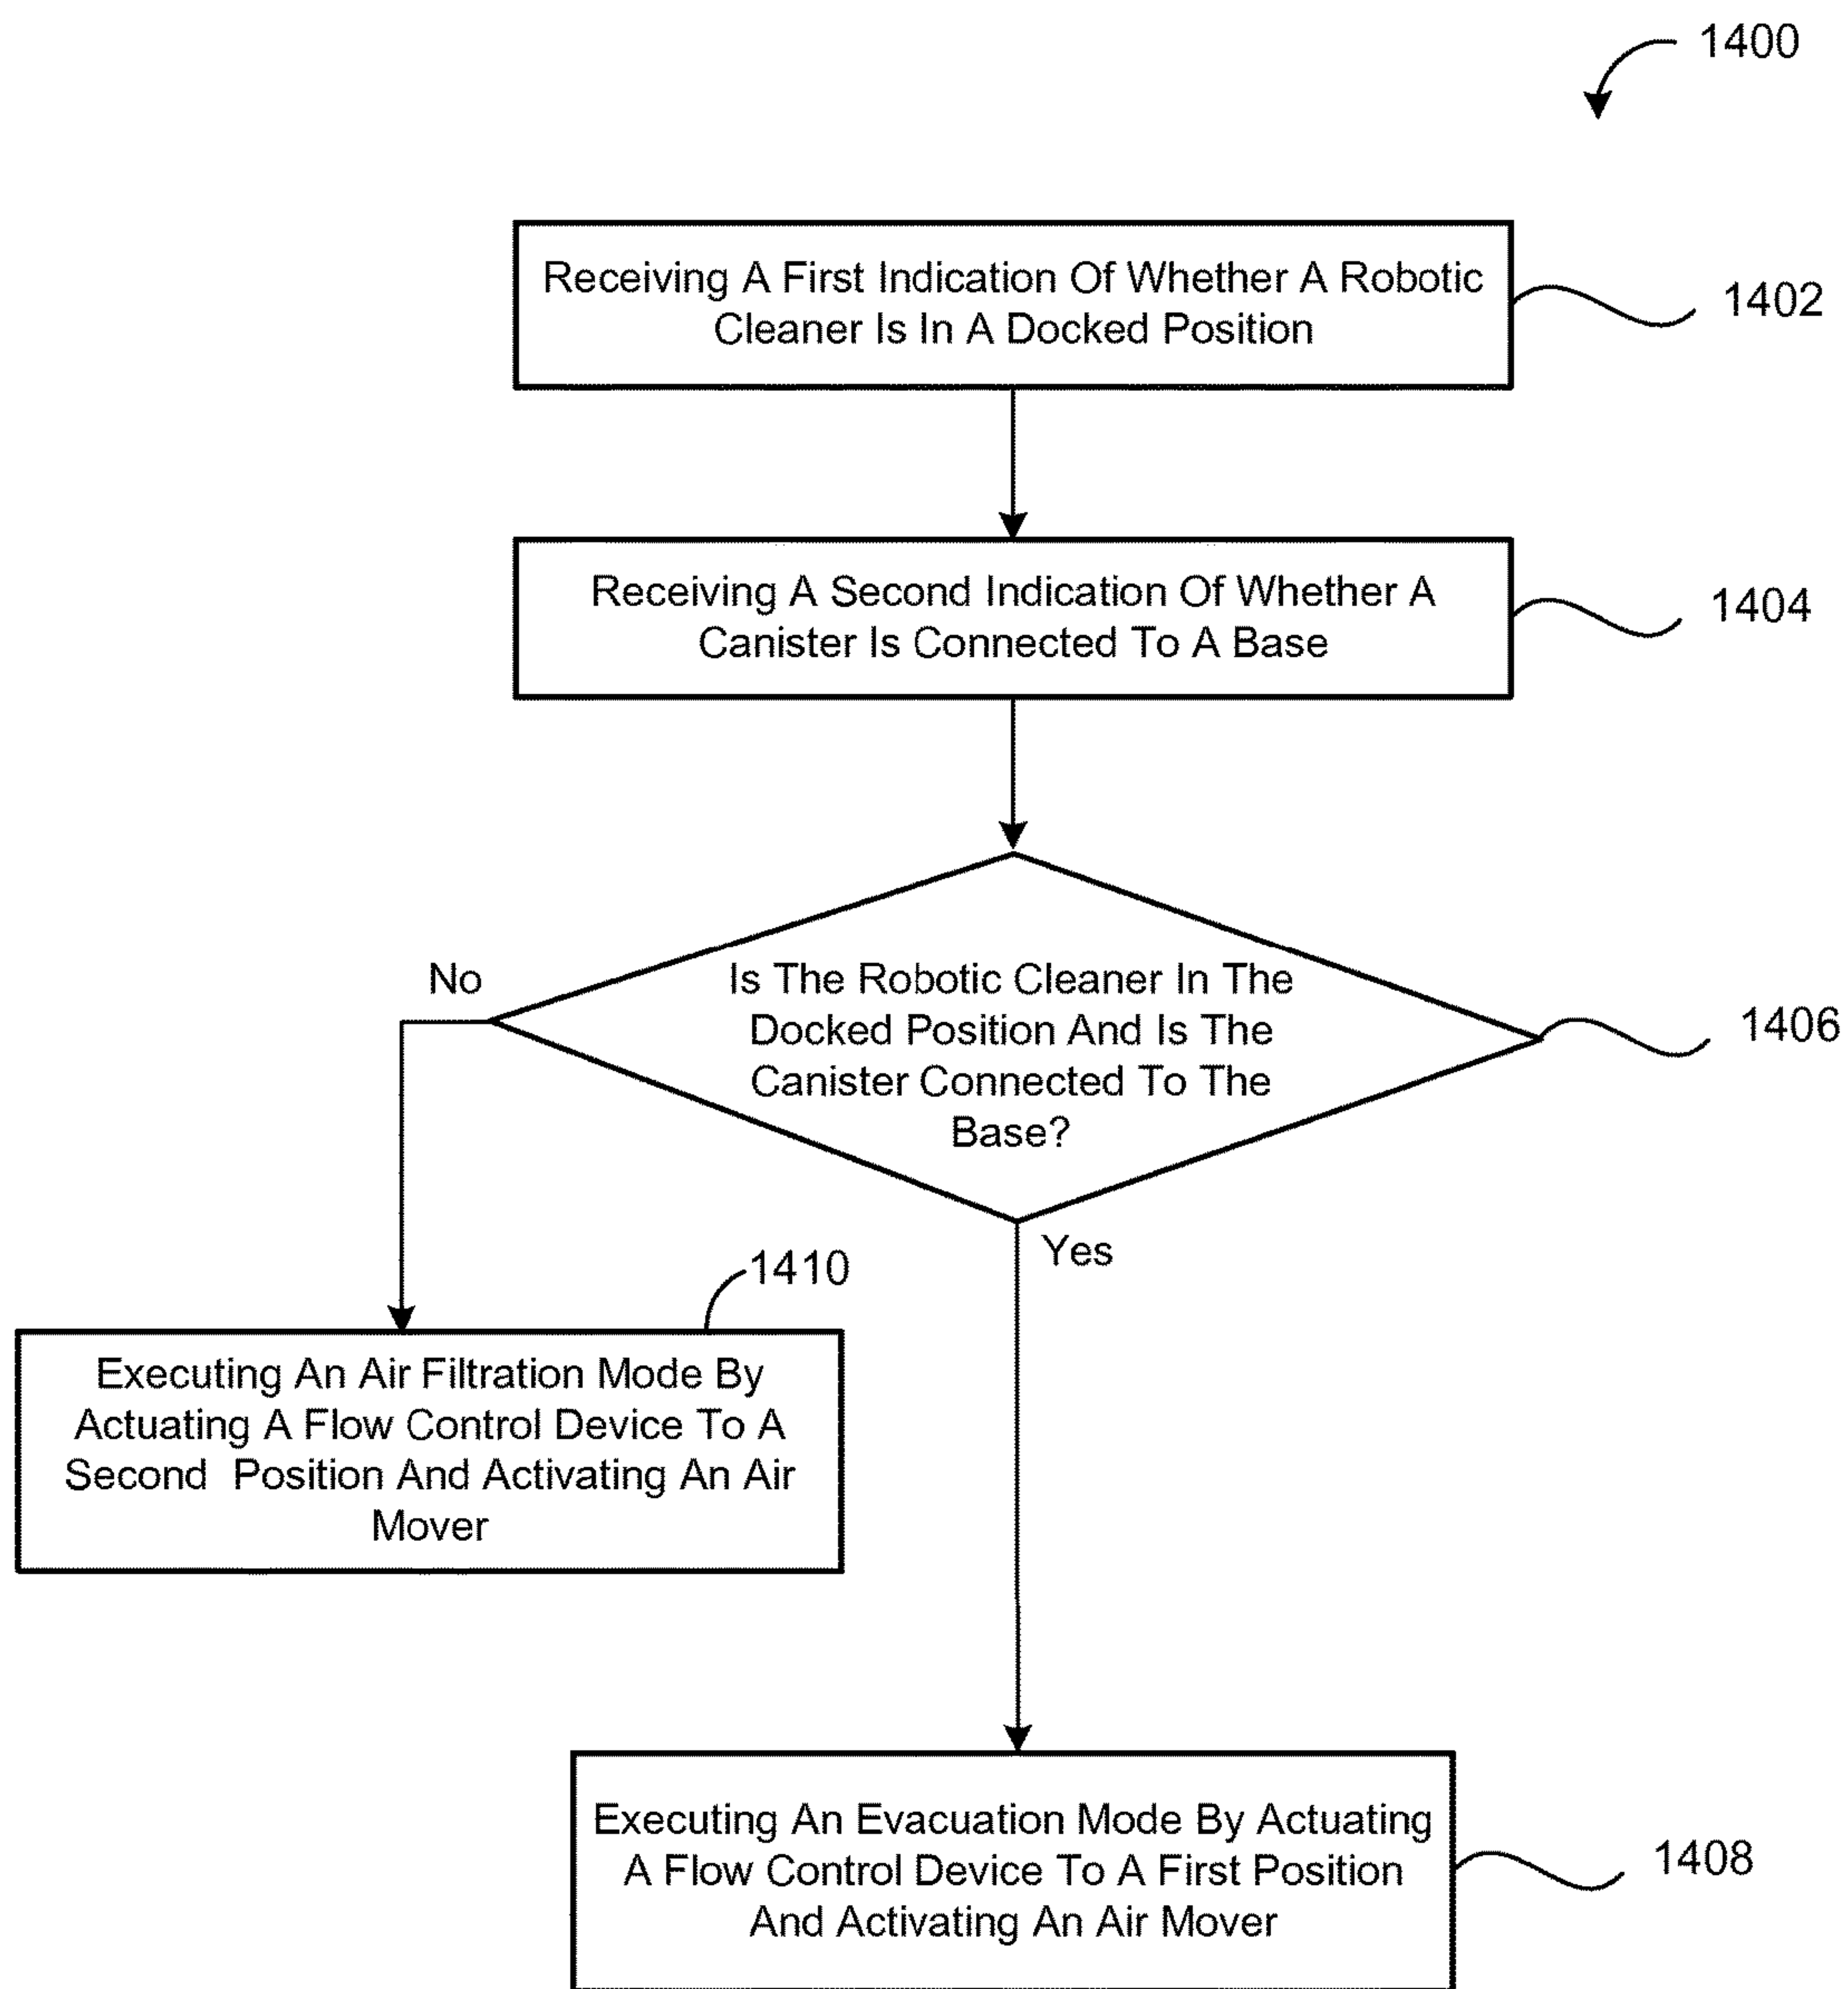 1400
Receiving A First Indication Of Whether A Robotic
Cleaner Is In A Docked Position
1402
Receiving A Second Indication Of Whether A
Canister Is Connected To A Base
1404
No
Is The Robotic Cleaner In The
Docked Position And Is The
Canister Connected To The
Base?
1406
Yes
1410
Executing An Air Filtration Mode By
Actuating A Flow Control Device To A
Second Position And Activating An Air
Mover
Executing An Evacuation Mode By Actuating
A Flow Control Device To A First Position
And Activating An Air Mover
1408